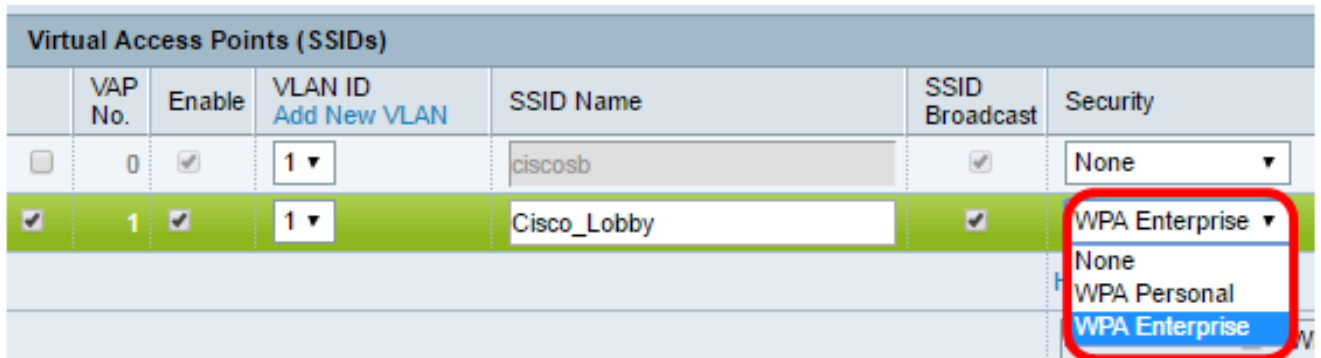 Virtual Access Points (SSIDs)
VAP No. Enable VLAN ID Add New VLAN SSID Name SSID Broadcast Security
0 1 ciscosb None
1 1 Cisco_Lobby WPA Enterprise
None
WPA Personal
WPA Enterprise